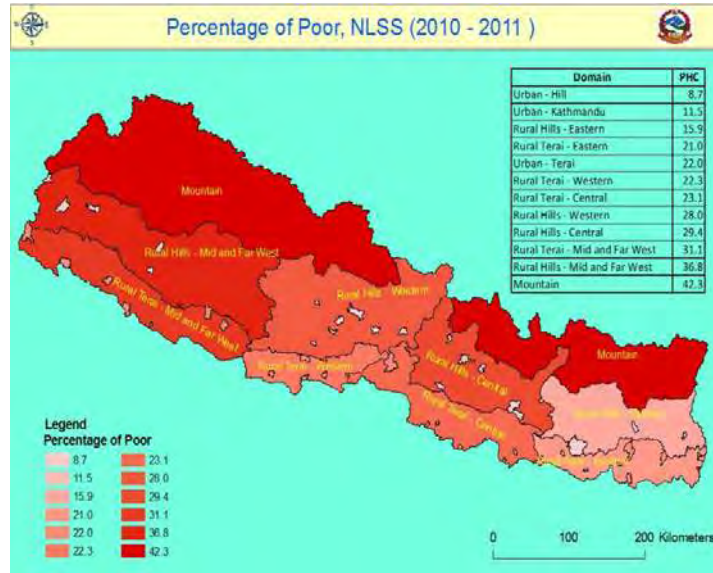 Percentage of Poor, NLSS (2010 - 2011 )
Domain PHC
Urban - Hill 8.7
Urban - Kathmandu 11.5
Rural Hills - Eastern 15.9
Rural Terai - Eastern 21.0
Urban - Terai 22.0
Rural Terai - Western 22.3
Rural Terai - Central 23.1
Rural Hills - Western 28.0
Rural Hills - Central 29.4
Rural Terai - Mid and Far West 31.1
Rural Hills - Mid and Far West 36.8
Mountain 42.3
Mountain
Rural Hills - Mid and Far West
Rural Terai - Mid and Far West
Rural Hills - Western
Rural Terai - Western
Rural Hills - Central
Rural Terai - Central
Mountain
Legend
Percentage of Poor
8.7 23.1
11.5 28.0
15.9 29.4
21.0 31.1
22.0 36.8
22.3 42.3
0 100 200 Kilometers